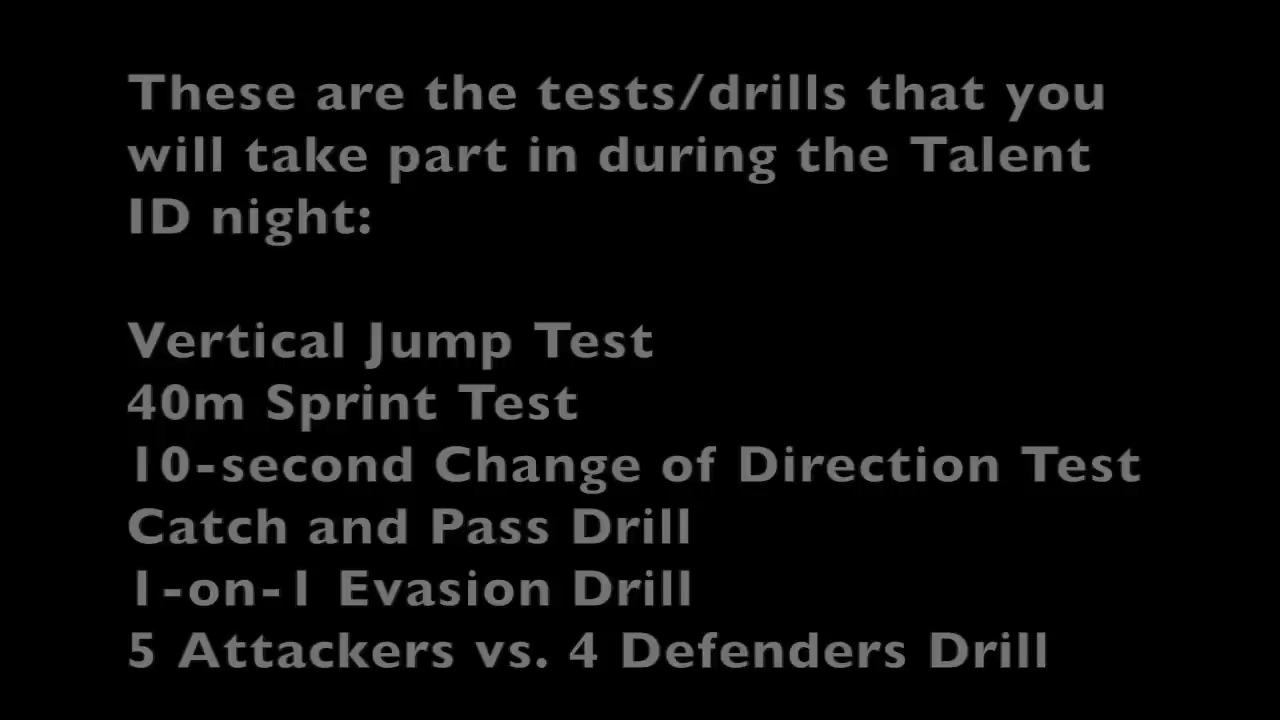 These are the tests/drills that you
will take part in during the Talent
ID night:
Vertical Jump Test
40m Sprint Test
10-second Change of Direction Test
Catch and Pass Drill
1-on-1 Evasion Drill
5 Attackers vs. 4 Defenders Drill